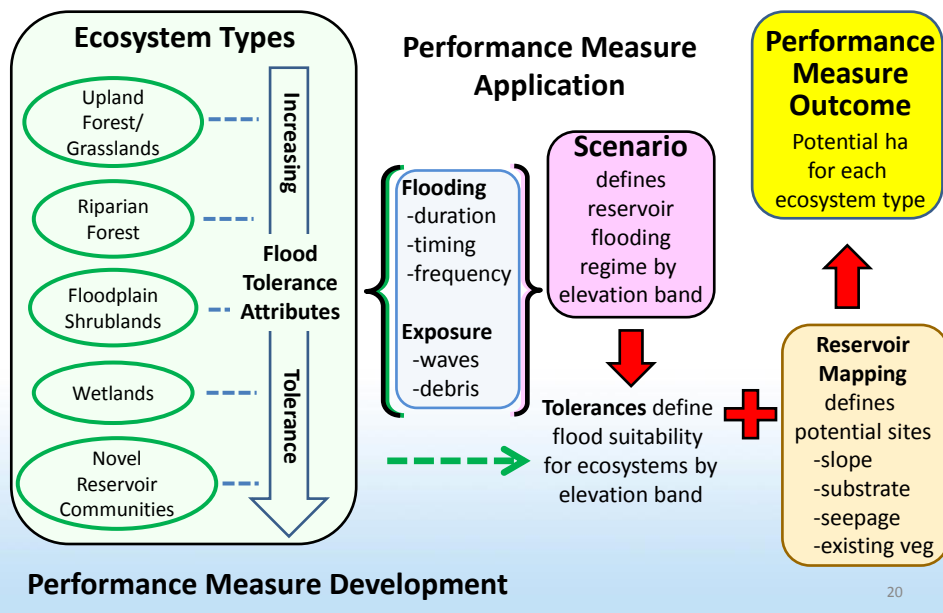 Ecosystem Types
Upland
Forest/
Grasslands
Riparian
Forest
Floodplain
Shrublands
Wetlands
Novel
Reservoir
Communities
Increasing
Flood
Tolerance
Attributes
Tolerance
Performance Measure
Application
Flooding
-duration
-timing
-frequency
Exposure
-waves
-debris
Scenario
defines
reservoir
flooding
regime by
elevation band
Tolerances define
flood suitability
for ecosystems by
elevation band
Performance
Measure
Outcome
Potential ha
for each
ecosystem type
Reservoir
Mapping
defines
potential sites
-slope
-substrate
-seepage
-existing veg
Performance Measure Development
20